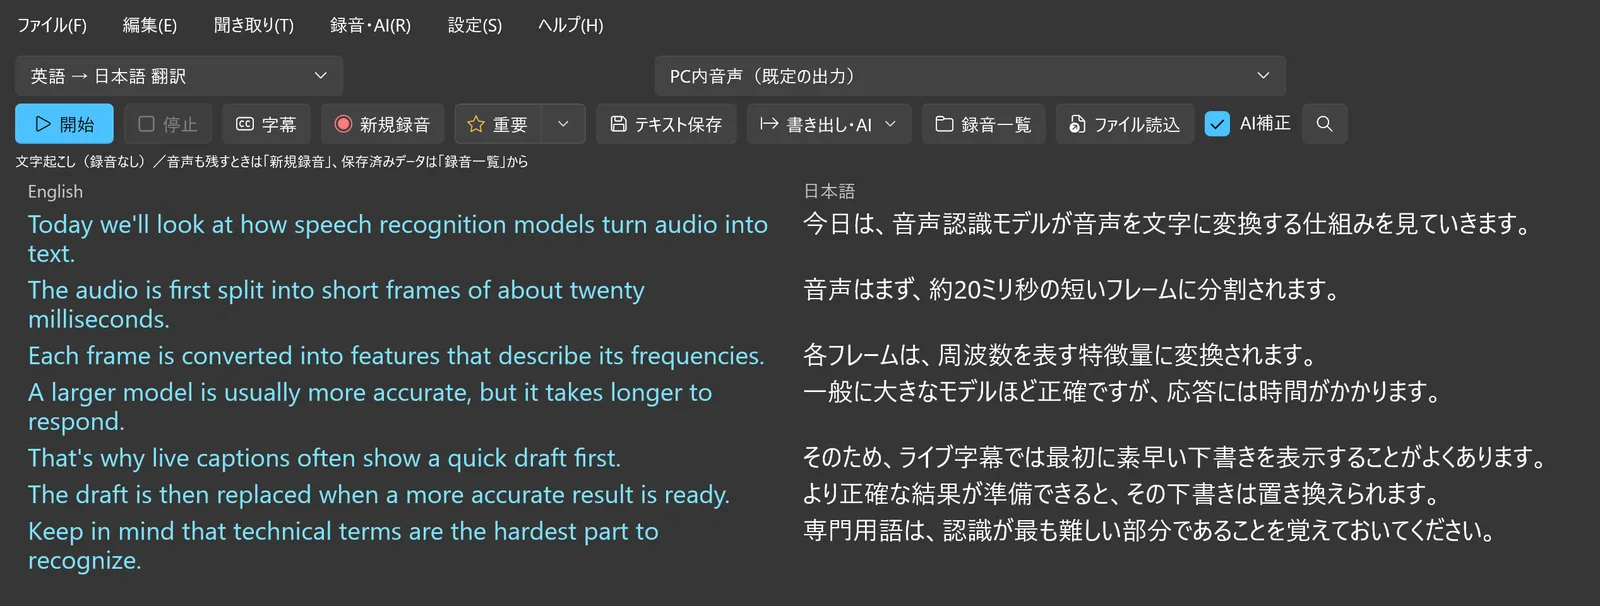 ファイル(F) 編集(E) 聞き取り(T) 録音・AI(R) 設定(S) ヘルプ(H)
英語 → 日本語 翻訳 PC内音声（既定の出力）
開始 停止 CC 字幕 新規録音 重要 テキスト保存 書き出し・AI 録音一覧 ファイル読込 AI補正
文字起こし（録音なし）／音声も残すときは「新規録音」、保存済みデータは「録音一覧」から
English
Today we'll look at how speech recognition models turn audio into
text.
The audio is first split into short frames of about twenty
milliseconds.
Each frame is converted into features that describe its frequencies.
A larger model is usually more accurate, but it takes longer to
respond.
That's why live captions often show a quick draft first.
The draft is then replaced when a more accurate result is ready.
Keep in mind that technical terms are the hardest part to
recognize.
日本語
今日は、音声認識モデルが音声を文字に変換する仕組みを見ていきます。
音声はまず、約20ミリ秒の短いフレームに分割されます。
各フレームは、周波数を表す特徴量に変換されます。
一般に大きなモデルほど正確ですが、応答には時間がかかります。
そのため、ライブ字幕では最初に素早い下書きを表示することがよくあります。
より正確な結果が準備できると、その下書きは置き換えられます。
専門用語は、認識が最も難しい部分であることを覚えておいてください。